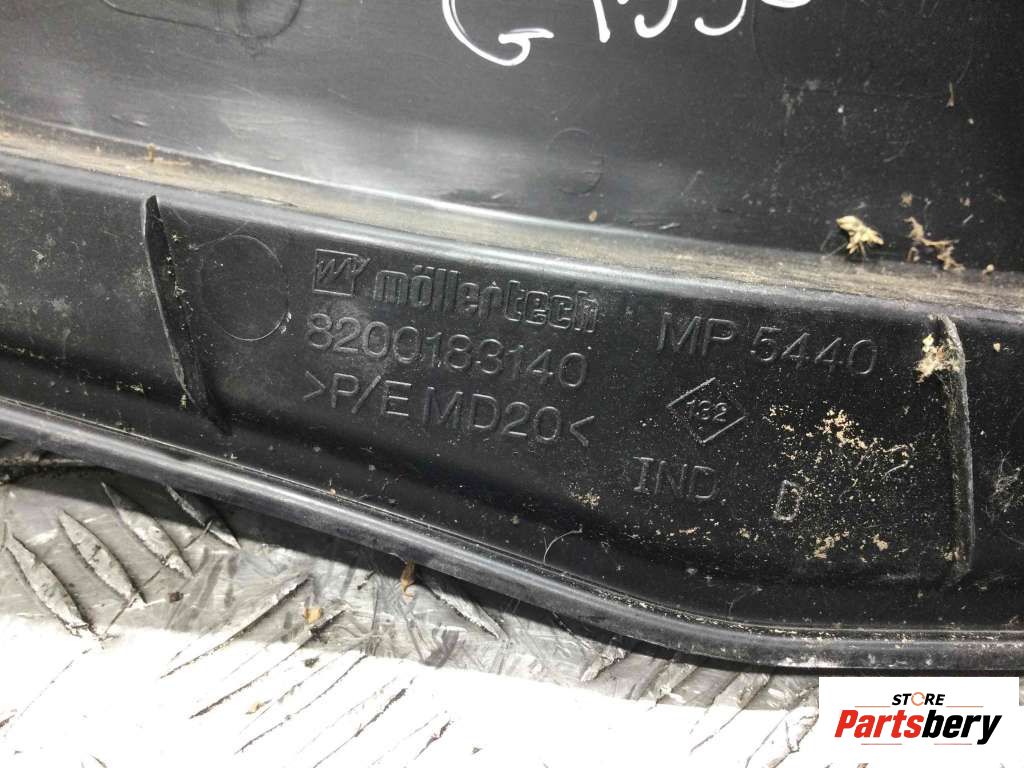 möllertech
8200183140
>P/E MD20<
MP 5440
132
IND. D
STORE
Partsbery